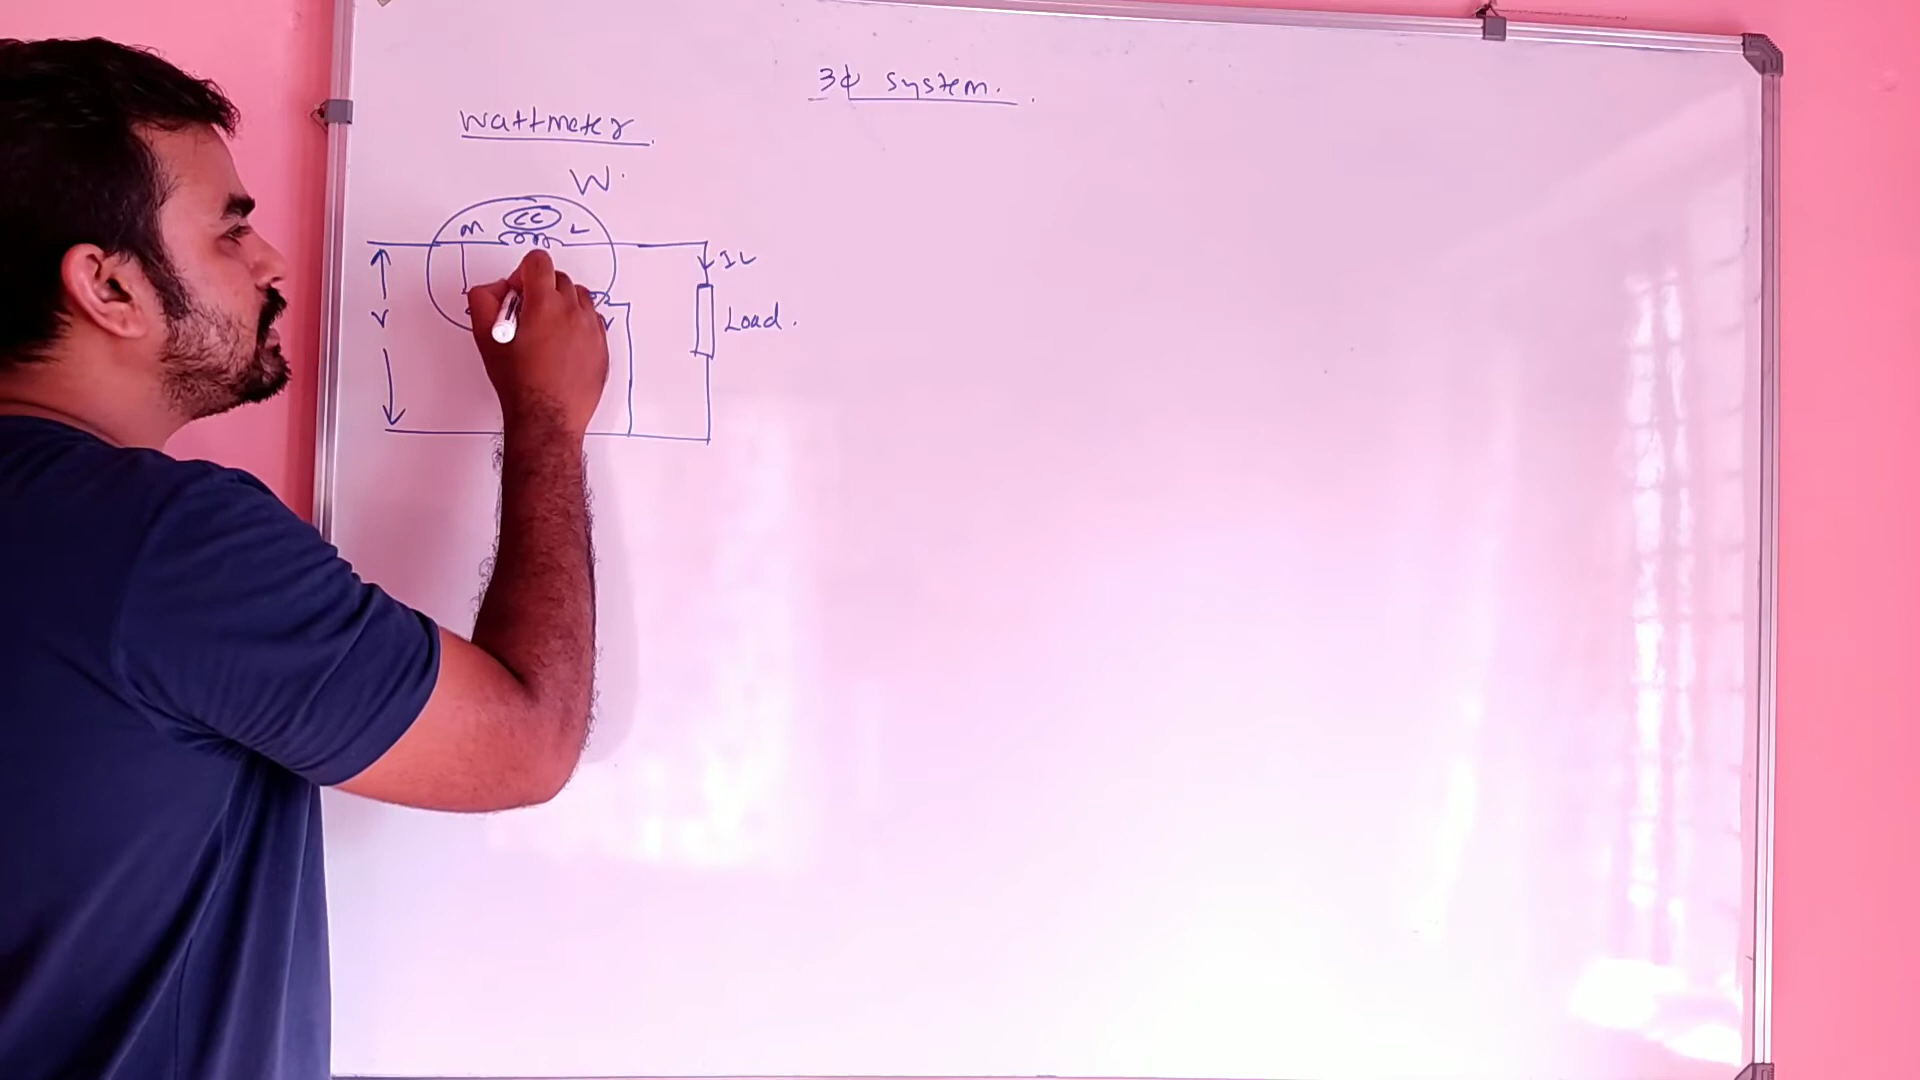 3ϕ system.
Wattmeter.
W.
M CC L
IL
V
V
Load.